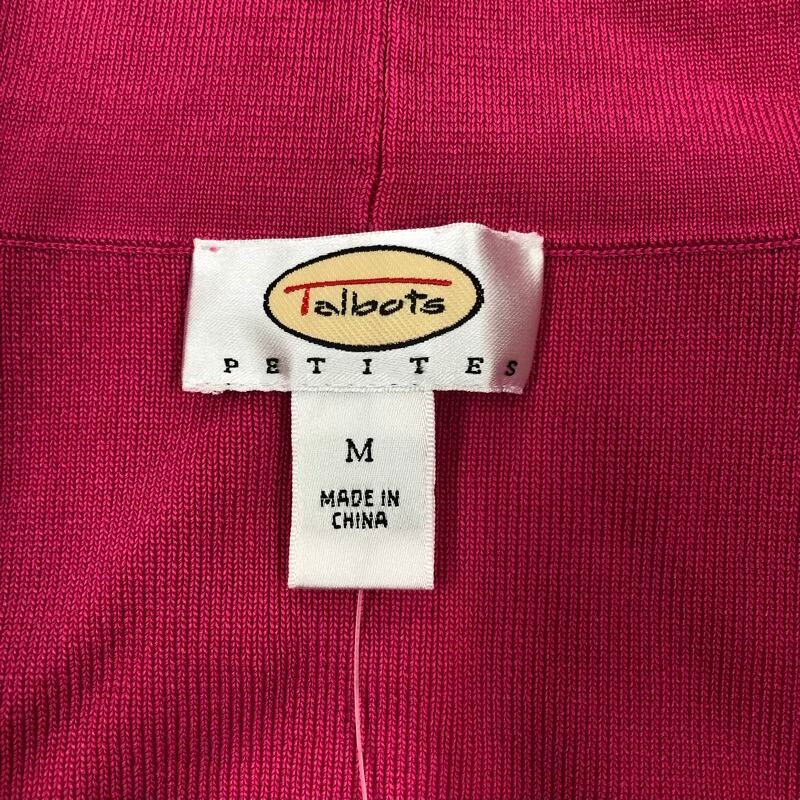 Talbots
PETITES
M
MADE IN
CHINA